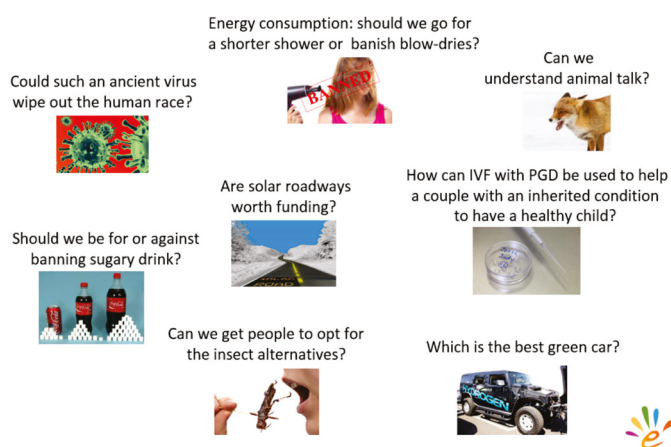 Energy consumption: should we go for
a shorter shower or banish blow-dries?
BANNED
Can we
understand animal talk?
Could such an ancient virus
wipe out the human race?
How can IVF with PGD be used to help
a couple with an inherited condition
to have a healthy child?
Are solar roadways
worth funding?
ROAD
Should we be for or against
banning sugary drink?
Can we get people to opt for
the insect alternatives?
Which is the best green car?
HYDROGEN